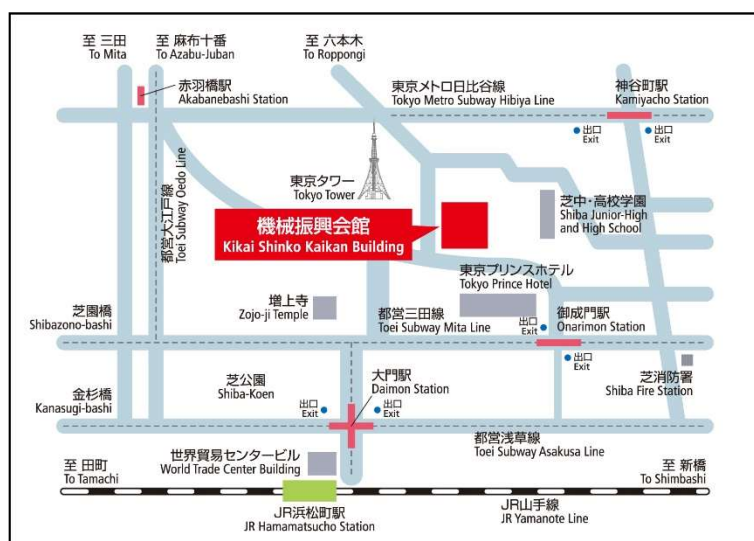 至 三田
To Mita
至 麻布十番
To Azabu-Juban
至 六本木
To Roppongi
赤羽橋駅
Akabanebashi Station
東京メトロ日比谷線
Tokyo Metro Subway Hibiya Line
神谷町駅
Kamiyacho Station
出口
Exit
出口
Exit
都営大江戸線
Toei Subway Oedo Line
東京タワー
Tokyo Tower
芝中・高校学園
Shiba Junior-High
and High School
機械振興会館
Kikai Shinko Kaikan Building
東京プリンスホテル
Tokyo Prince Hotel
増上寺
Zojo-ji Temple
芝園橋
Shibazono-bashi
都営三田線
Toei Subway Mita Line
出口
Exit
御成門駅
Onarimon Station
出口
Exit
芝消防署
Shiba Fire Station
金杉橋
Kanasugi-bashi
芝公園
Shiba-Koen
大門駅
Daimon Station
出口
Exit
出口
Exit
都営浅草線
Toei Subway Asakusa Line
世界貿易センタービル
World Trade Center Building
至 田町
To Tamachi
至 新橋
To Shimbashi
JR浜松町駅
JR Hamamatsucho Station
JR山手線
JR Yamanote Line